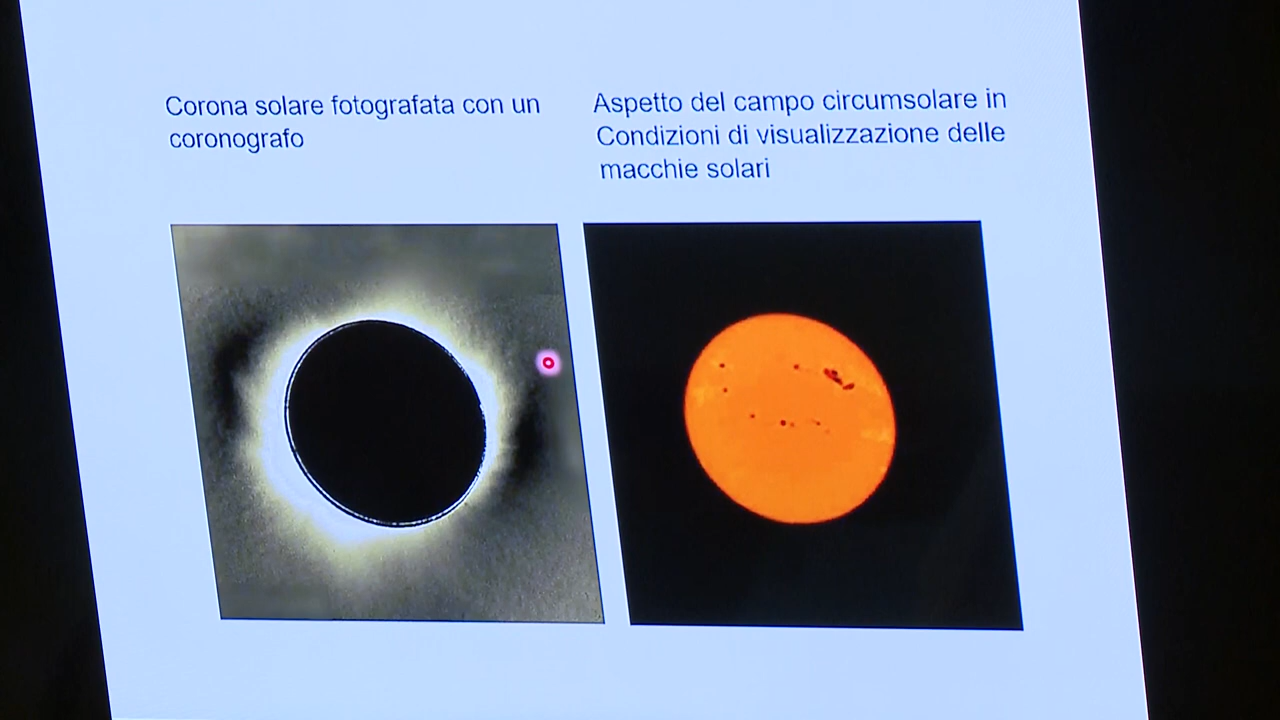 Corona solare fotografata con un
coronografo
Aspetto del campo circumsolare in
Condizioni di visualizzazione delle
macchie solari